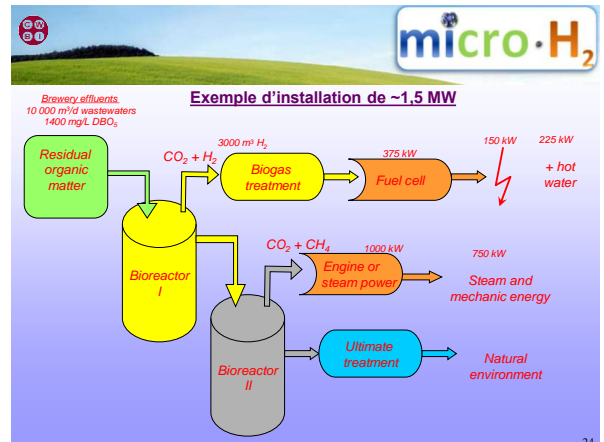 CW
BI
micro·H₂
Exemple d'installation de ~1,5 MW
Brewery effluents
10 000 m³/d wastewaters
1400 mg/L DBO₅
Residual
organic
matter
CO₂ + H₂
3000 m³ H₂
Biogas
treatment
375 kW
Fuel cell
150 kW
225 kW
+ hot
water
Bioreactor
I
CO₂ + CH₄
1000 kW
Engine or
steam power
750 kW
Steam and
mechanic energy
Bioreactor
II
Ultimate
treatment
Natural
environment
24